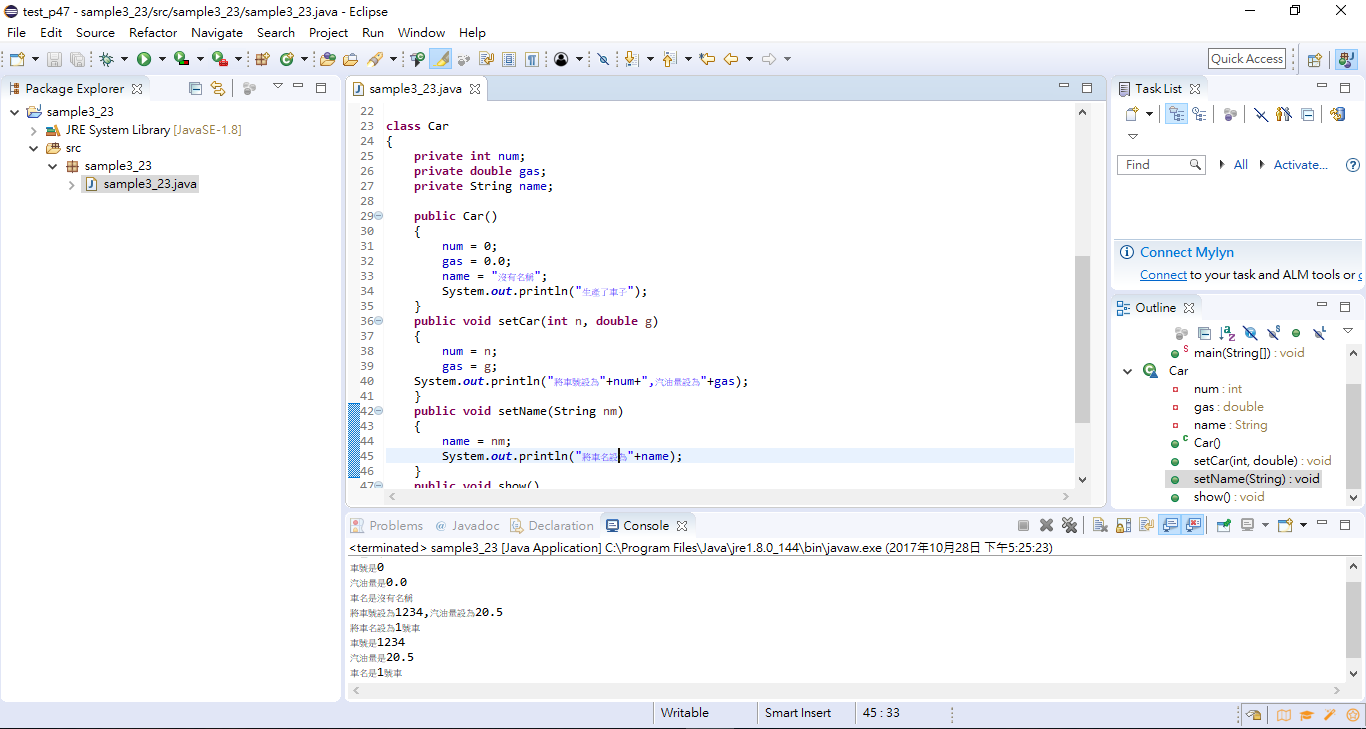 test_p47 - sample3_23/src/sample3_23/sample3_23.java - Eclipse
File Edit Source Refactor Navigate Search Project Run Window Help
Quick Access
Package Explorer
sample3_23
JRE System Library [JavaSE-1.8]
src
sample3_23
sample3_23.java
sample3_23.java
22
23 class Car
24 {
25 private int num;
26 private double gas;
27 private String name;
28
29 public Car()
30 {
31 num = 0;
32 gas = 0.0;
33 name = "沒有名稱";
34 System.out.println("生產了車子");
35 }
36 public void setCar(int n, double g)
37 {
38 num = n;
39 gas = g;
40 System.out.println("將車號設為"+num+",汽油量設為"+gas);
41 }
42 public void setName(String nm)
43 {
44 name = nm;
45 System.out.println("將車名設為"+name);
46 }
47 public void show()
Task List
Find All Activate...
Connect Mylyn
Connect to your task and ALM tools or c
Outline
main(String[]) : void
Car
num : int
gas : double
name : String
Car()
setCar(int, double) : void
setName(String) : void
show() : void
Problems @ Javadoc Declaration Console
<terminated> sample3_23 [Java Application] C:\Program Files\Java\jre1.8.0_144\bin\javaw.exe (2017年10月28日 下午5:25:23)
車號是0
汽油量是0.0
車名是沒有名稱
將車號設為1234,汽油量設為20.5
將車名設為1號車
車號是1234
汽油量是20.5
車名是1號車
Writable Smart Insert 45 : 33